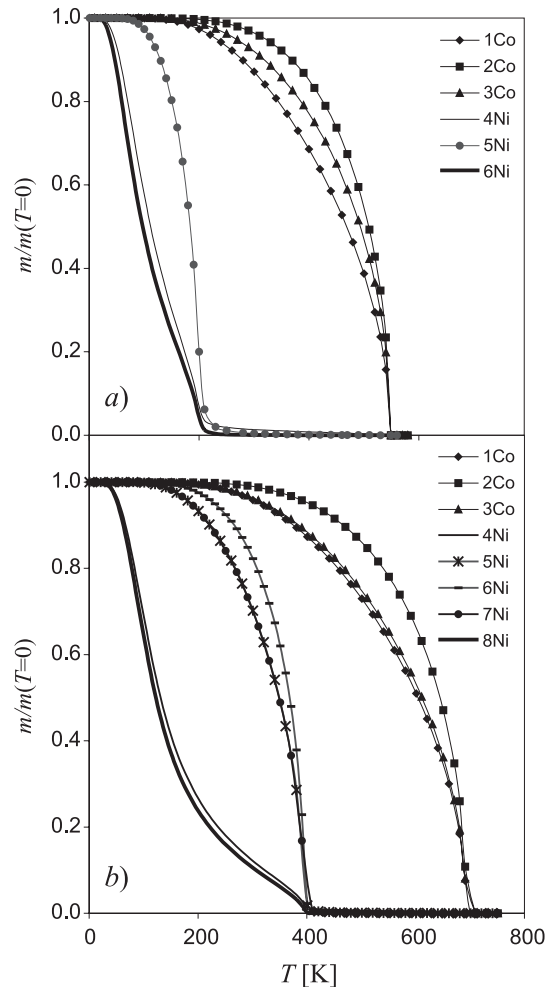 1.0
0.8
0.6
0.4
0.2
0.0
m/m(T=0)
a)
1Co
2Co
3Co
4Ni
5Ni
6Ni
1.0
0.8
0.6
0.4
0.2
0.0
m/m(T=0)
b)
1Co
2Co
3Co
4Ni
5Ni
6Ni
7Ni
8Ni
0 200 400 600 800
T [K]